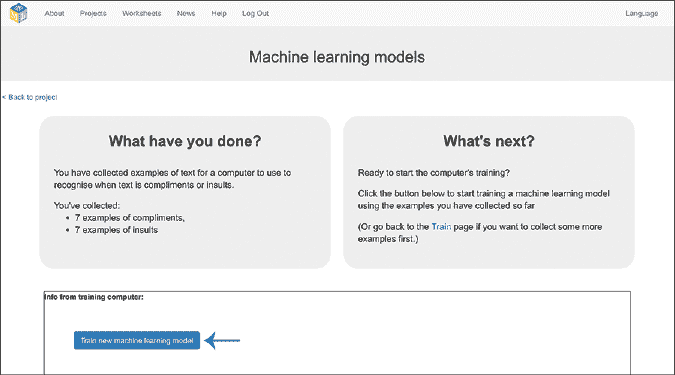 About Projects Worksheets News Help Log Out Language
Machine learning models
< Back to project
What have you done?
You have collected examples of text for a computer to use to
recognise when text is compliments or insults.
You've collected:
• 7 examples of compliments,
• 7 examples of insults
What's next?
Ready to start the computer's training?
Click the button below to start training a machine learning model
using the examples you have collected so far
(Or go back to the Train page if you want to collect some more
examples first.)
Info from training computer:
Train new machine learning model